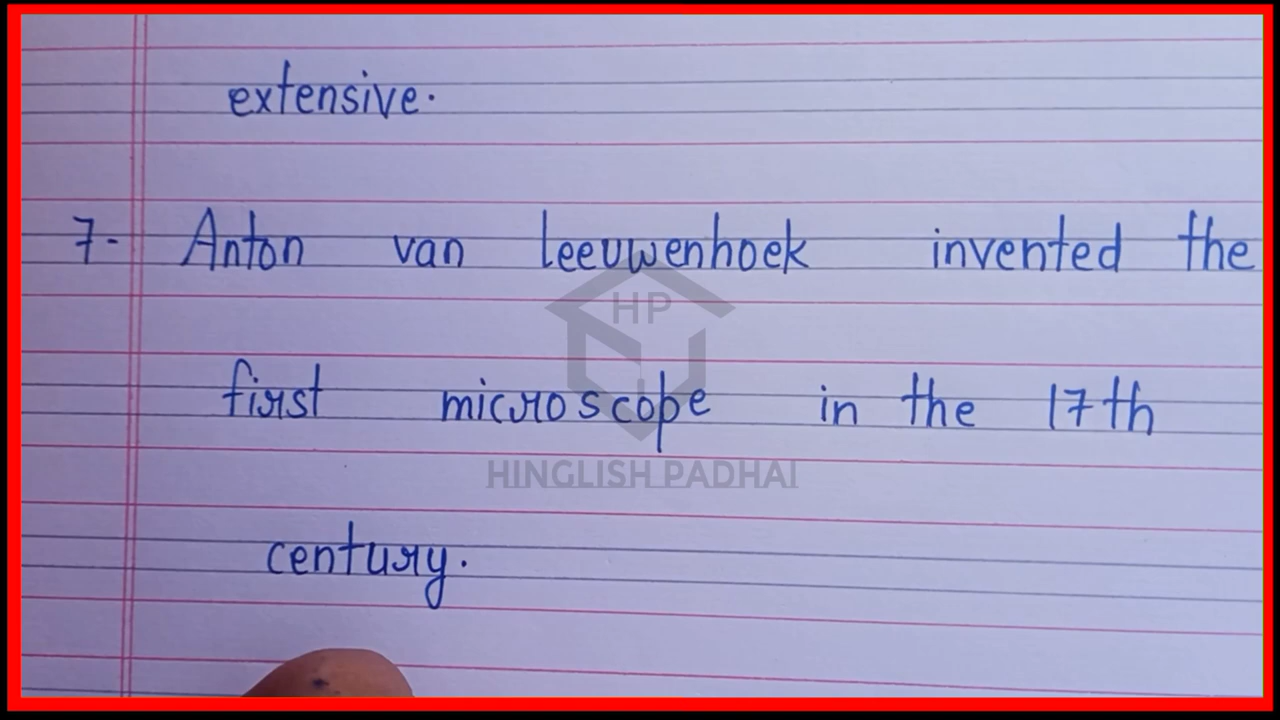 extensive.
7- Anton van leeuwenhoek invented the
HP
first microscope in the 17th
HINGLISH PADHAI
century.